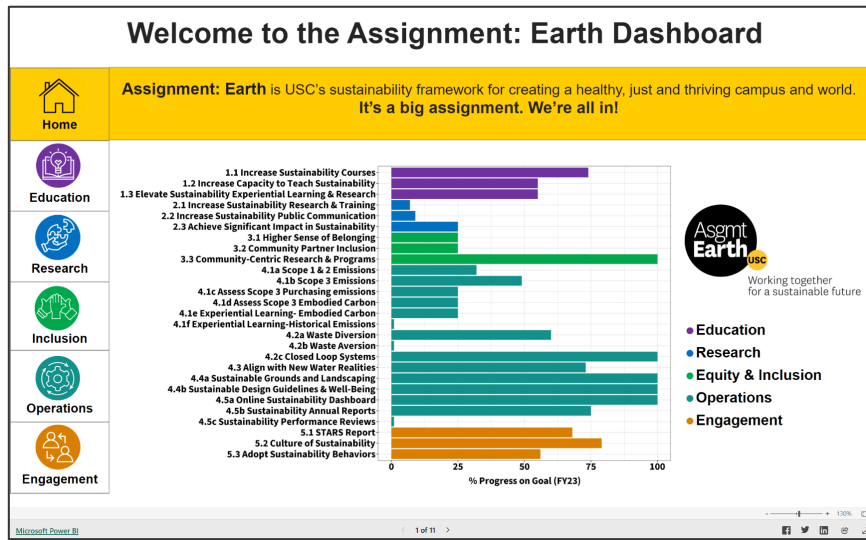 Welcome to the Assignment: Earth Dashboard
Assignment: Earth is USC's sustainability framework for creating a healthy, just and thriving campus and world.
It's a big assignment. We're all in!
Home
Education
Research
Inclusion
Operations
Engagement
1.1 Increase Sustainability Courses
1.2 Increase Capacity to Teach Sustainability
1.3 Elevate Sustainability Experiential Learning & Research
2.1 Increase Sustainability Research & Training
2.2 Increase Sustainability Public Communication
2.3 Achieve Significant Impact in Sustainability
3.1 Higher Sense of Belonging
3.2 Community Partner Inclusion
3.3 Community-Centric Research & Programs
4.1a Scope 1 & 2 Emissions
4.1b Scope 3 Emissions
4.1c Assess Scope 3 Purchasing emissions
4.1d Assess Scope 3 Embodied Carbon
4.1e Experiential Learning- Embodied Carbon
4.1f Experiential Learning-Historical Emissions
4.2a Waste Diversion
4.2b Waste Aversion
4.2c Closed Loop Systems
4.3 Align with New Water Realities
4.4a Sustainable Grounds and Landscaping
4.4b Sustainable Design Guidelines & Well-Being
4.5a Online Sustainability Dashboard
4.5b Sustainability Annual Reports
4.5c Sustainability Performance Reviews
5.1 STARS Report
5.2 Culture of Sustainability
5.3 Adopt Sustainability Behaviors
0 25 50 75 100
% Progress on Goal (FY23)
Asgmt
Earth
USC
Working together
for a sustainable future
Education
Research
Equity & Inclusion
Operations
Engagement
- + 130%
Microsoft Power BI
< 1 of 11 >